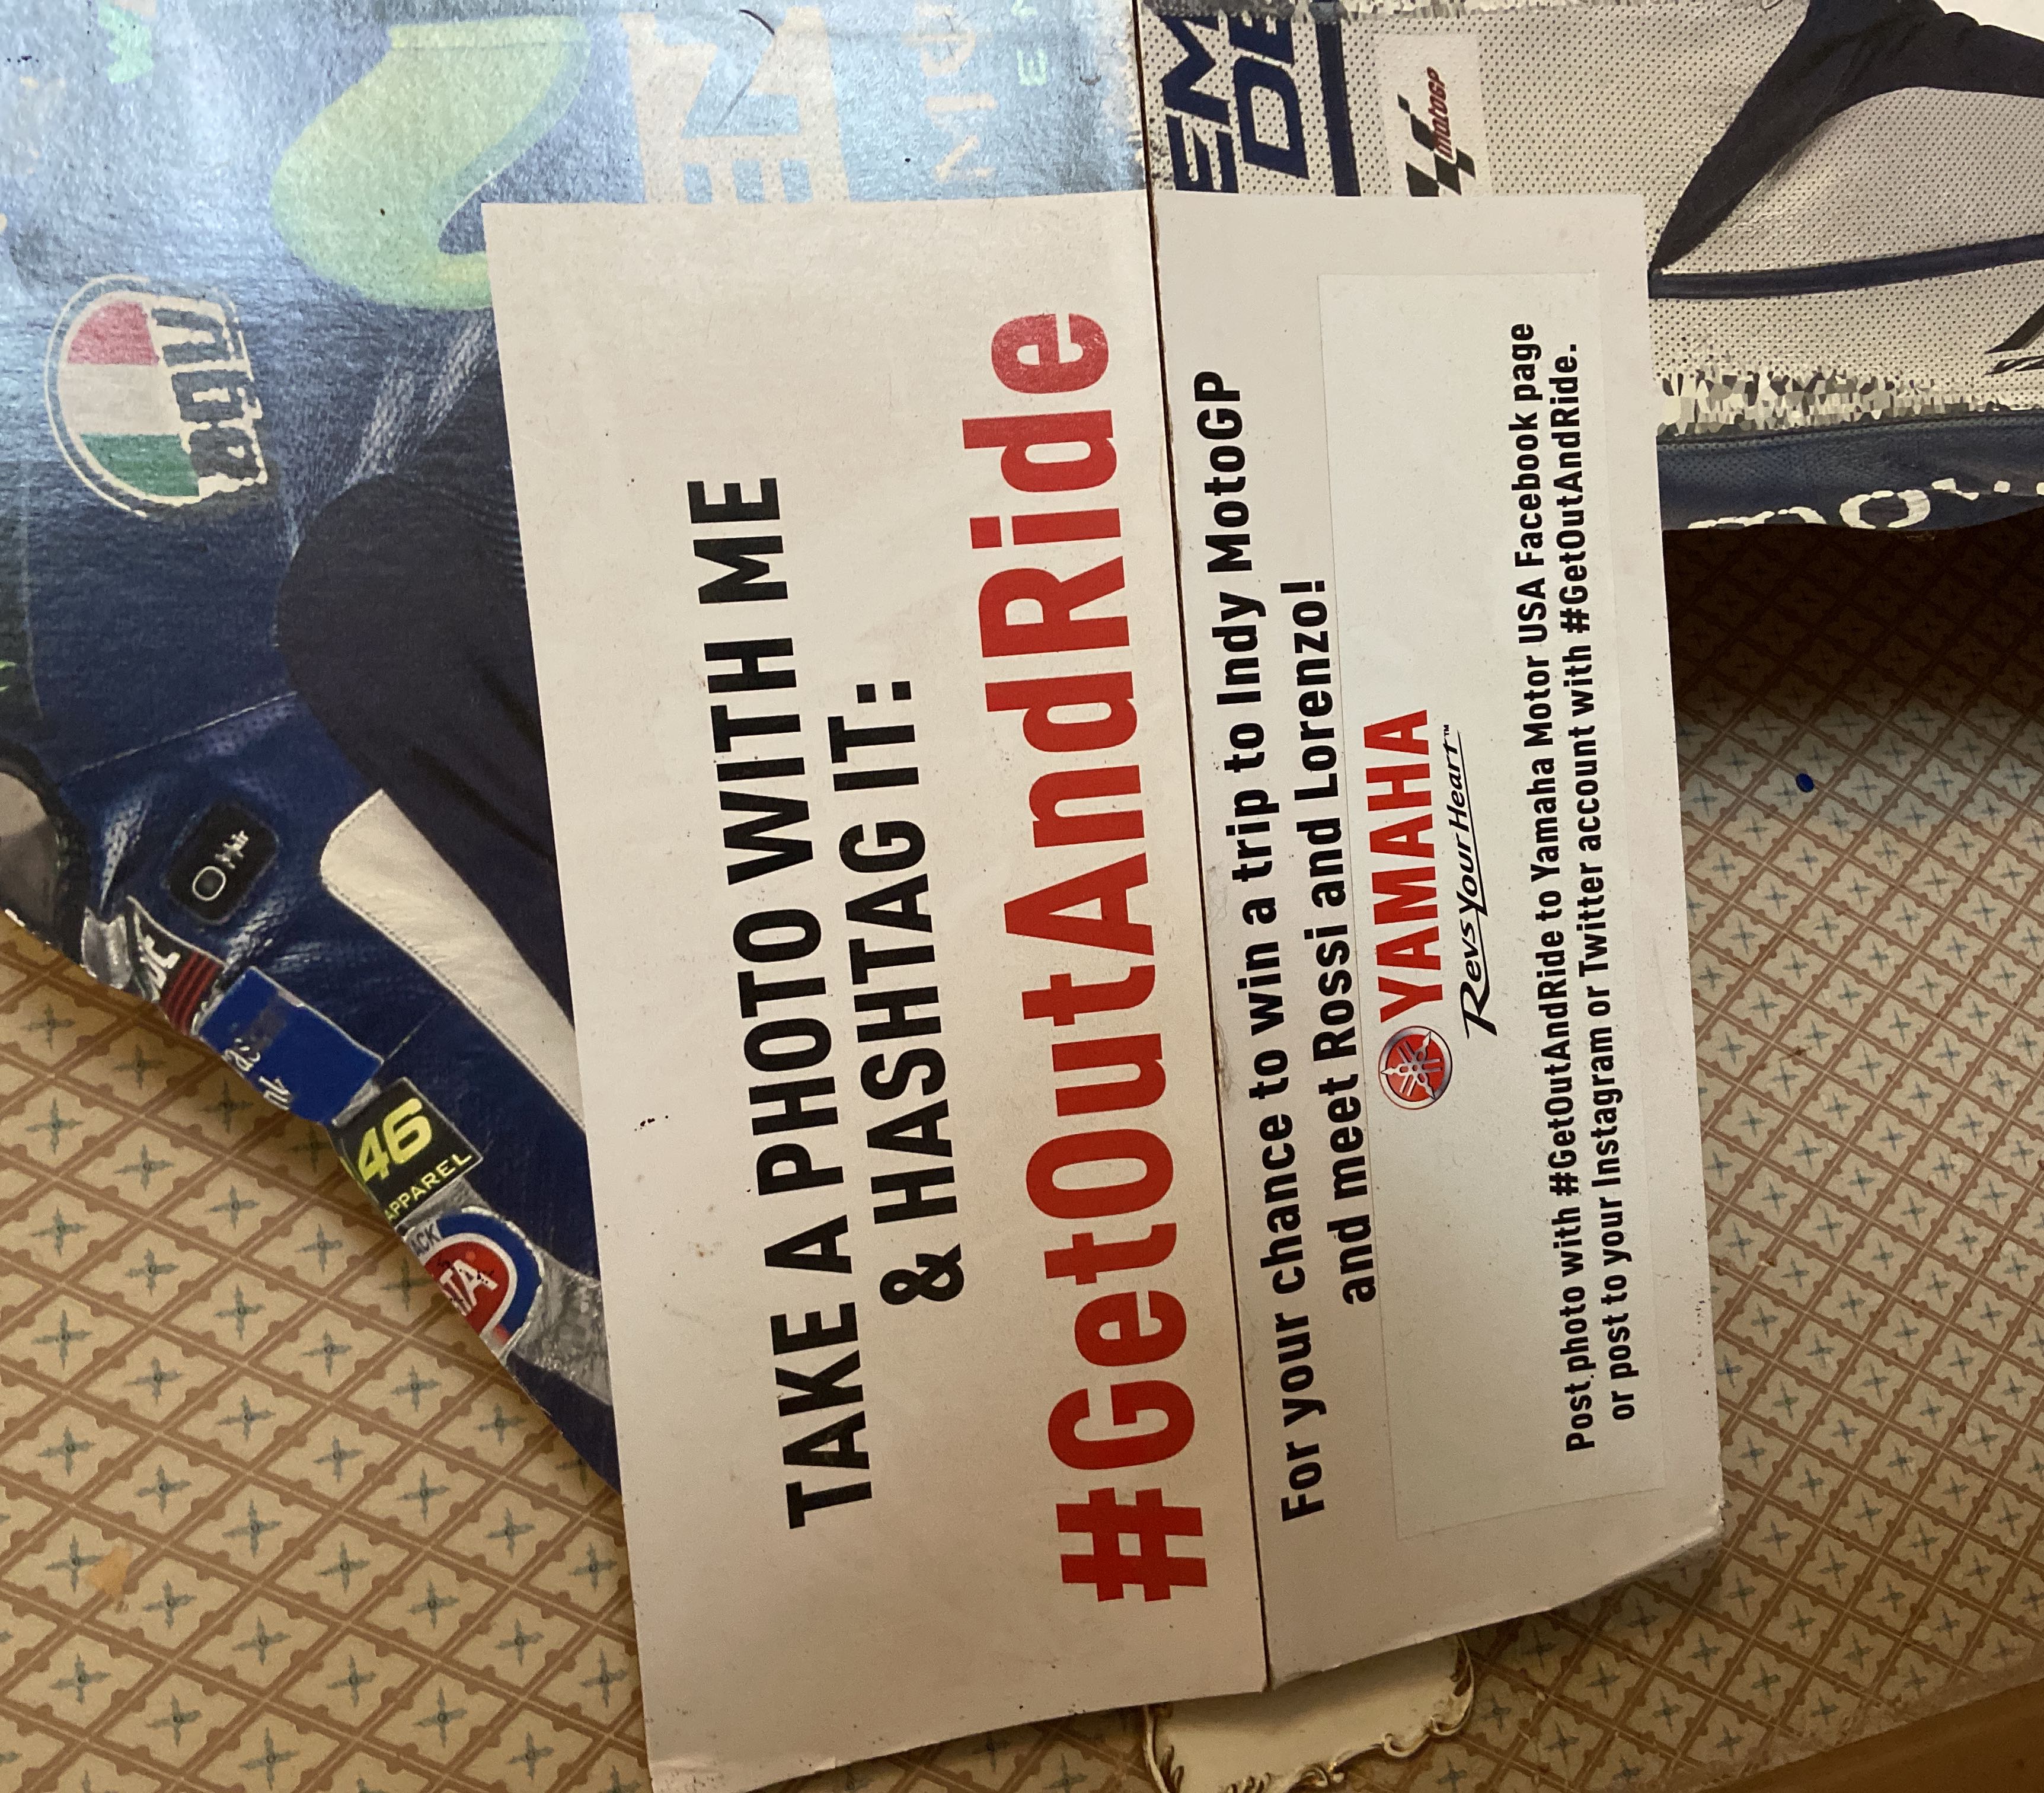 TAKE A PHOTO WITH ME
& HASHTAG IT:
#GetOutAndRide
For your chance to win a trip to Indy MotoGP
and meet Rossi and Lorenzo!
YAMAHA
Revs Your Heart™
Post photo with #GetOutAndRide to Yamaha Motor USA Facebook page
or post to your Instagram or Twitter account with #GetOutAndRide.
AGV
46
APPAREL
MotoGP